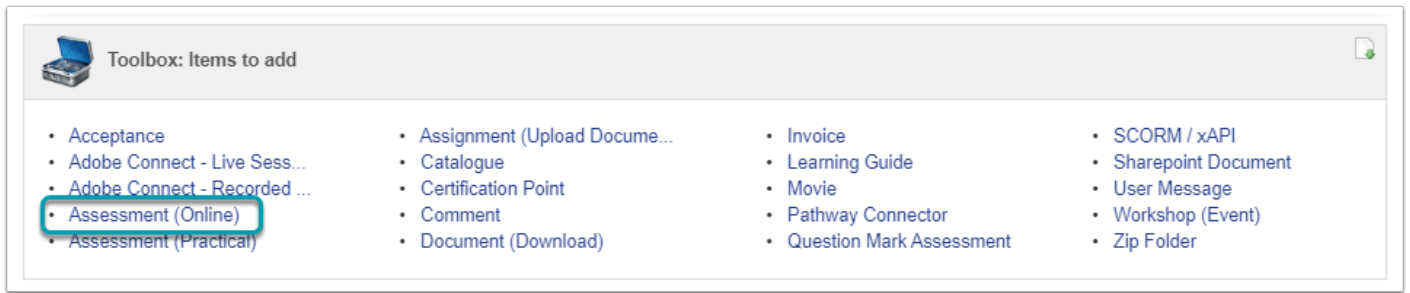 Toolbox: Items to add
Acceptance
Adobe Connect - Live Sess...
Adobe Connect - Recorded ...
Assessment (Online)
Assessment (Practical)
Assignment (Upload Docume...
Catalogue
Certification Point
Comment
Document (Download)
Invoice
Learning Guide
Movie
Pathway Connector
Question Mark Assessment
SCORM / xAPI
Sharepoint Document
User Message
Workshop (Event)
Zip Folder